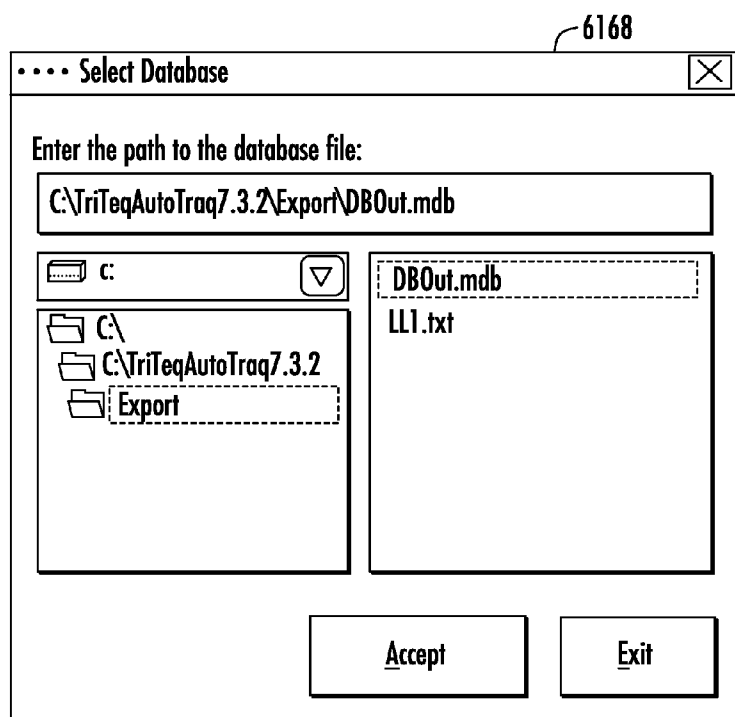 6168
Select Database
Enter the path to the database file:
C:\TriTeqAutoTraq7.3.2\Export\DBOut.mdb
c:
C:\
C:\TriTeqAutoTraq7.3.2
Export
DBOut.mdb
LL1.txt
Accept
Exit